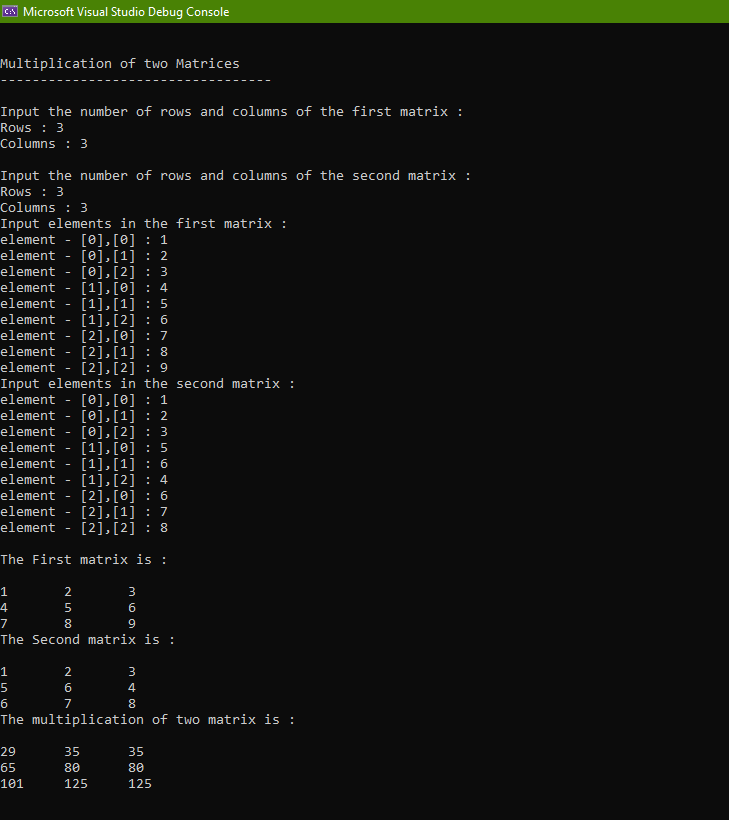 Microsoft Visual Studio Debug Console
Multiplication of two Matrices
----------------------------------
Input the number of rows and columns of the first matrix :
Rows : 3
Columns : 3
Input the number of rows and columns of the second matrix :
Rows : 3
Columns : 3
Input elements in the first matrix :
element - [0],[0] : 1
element - [0],[1] : 2
element - [0],[2] : 3
element - [1],[0] : 4
element - [1],[1] : 5
element - [1],[2] : 6
element - [2],[0] : 7
element - [2],[1] : 8
element - [2],[2] : 9
Input elements in the second matrix :
element - [0],[0] : 1
element - [0],[1] : 2
element - [0],[2] : 3
element - [1],[0] : 5
element - [1],[1] : 6
element - [1],[2] : 4
element - [2],[0] : 6
element - [2],[1] : 7
element - [2],[2] : 8
The First matrix is :
1 2 3
4 5 6
7 8 9
The Second matrix is :
1 2 3
5 6 4
6 7 8
The multiplication of two matrix is :
29 35 35
65 80 80
101 125 125